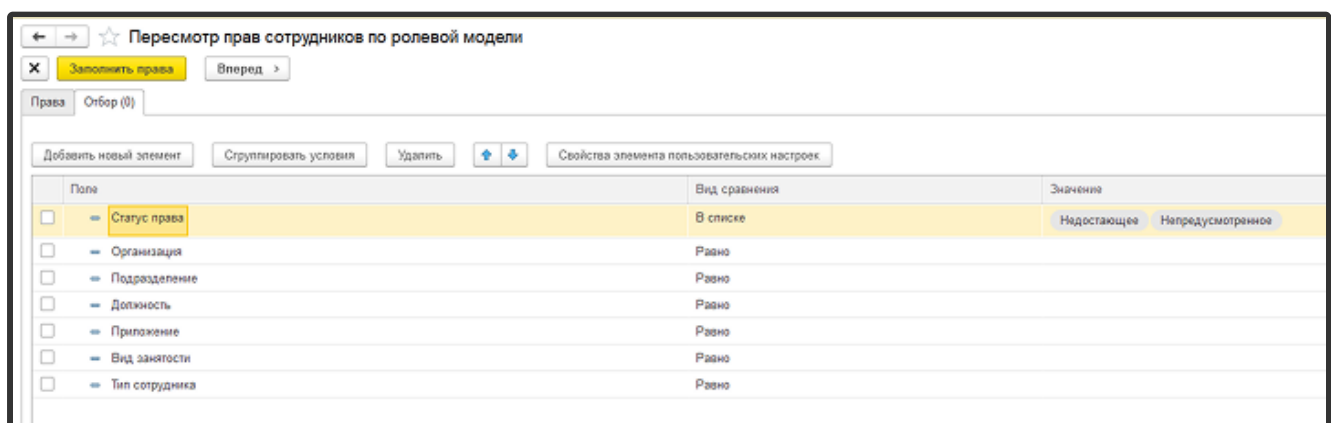 Пересмотр прав сотрудников по ролевой модели
Заполнить права Вперед >
Права Отбор (0)
Добавить новый элемент Сгруппировать условия Удалить Свойства элемента пользовательских настроек
Поле Вид сравнения Значение
Статус права В списке Недостающее Непредусмотренное
Организация Равно
Подразделение Равно
Должность Равно
Приложение Равно
Вид занятости Равно
Тип сотрудника Равно